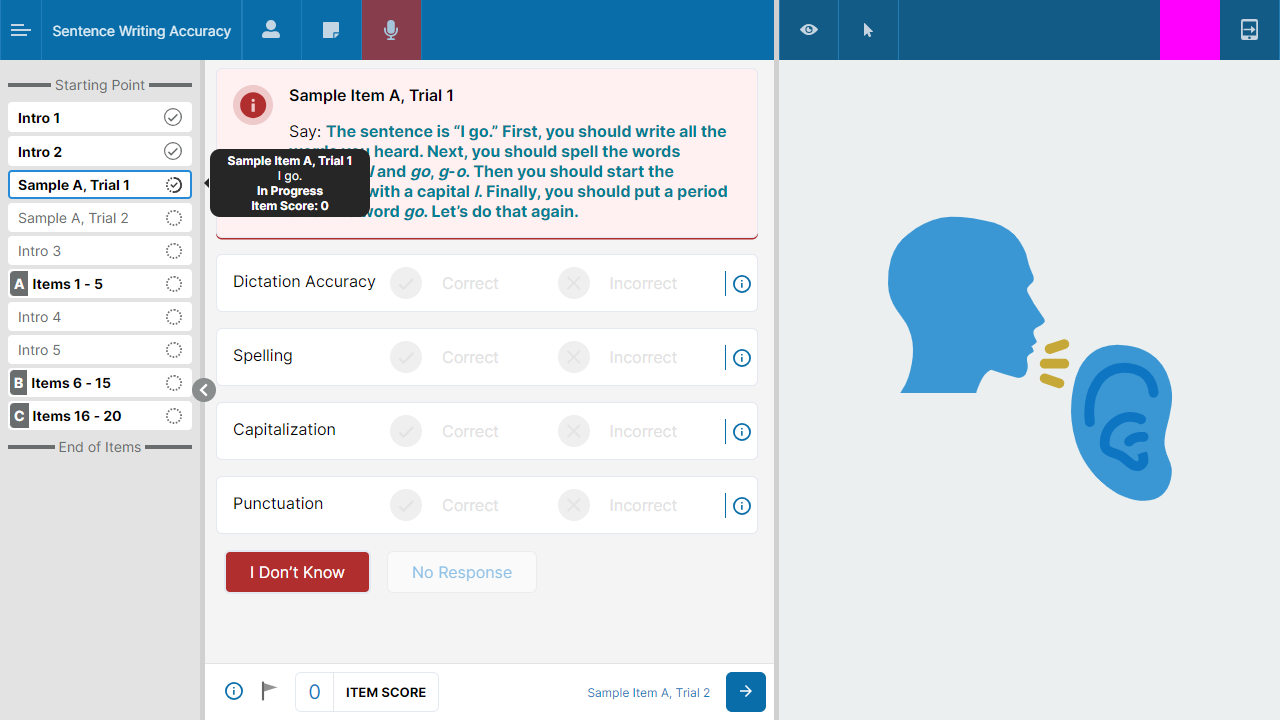 Sentence Writing Accuracy
Starting Point
Intro 1
Intro 2
Sample A, Trial 1
Sample A, Trial 2
Intro 3
A Items 1 - 5
Intro 4
Intro 5
B Items 6 - 15
C Items 16 - 20
End of Items
Sample Item A, Trial 1
I go.
In Progress
Item Score: 0
Sample Item A, Trial 1
Say: The sentence is “I go.” First, you should write all the
you heard. Next, you should spell the words
and go, g-o. Then you should start the
with a capital I. Finally, you should put a period
word go. Let’s do that again.
Dictation Accuracy Correct Incorrect
Spelling Correct Incorrect
Capitalization Correct Incorrect
Punctuation Correct Incorrect
I Don’t Know No Response
0 ITEM SCORE Sample Item A, Trial 2